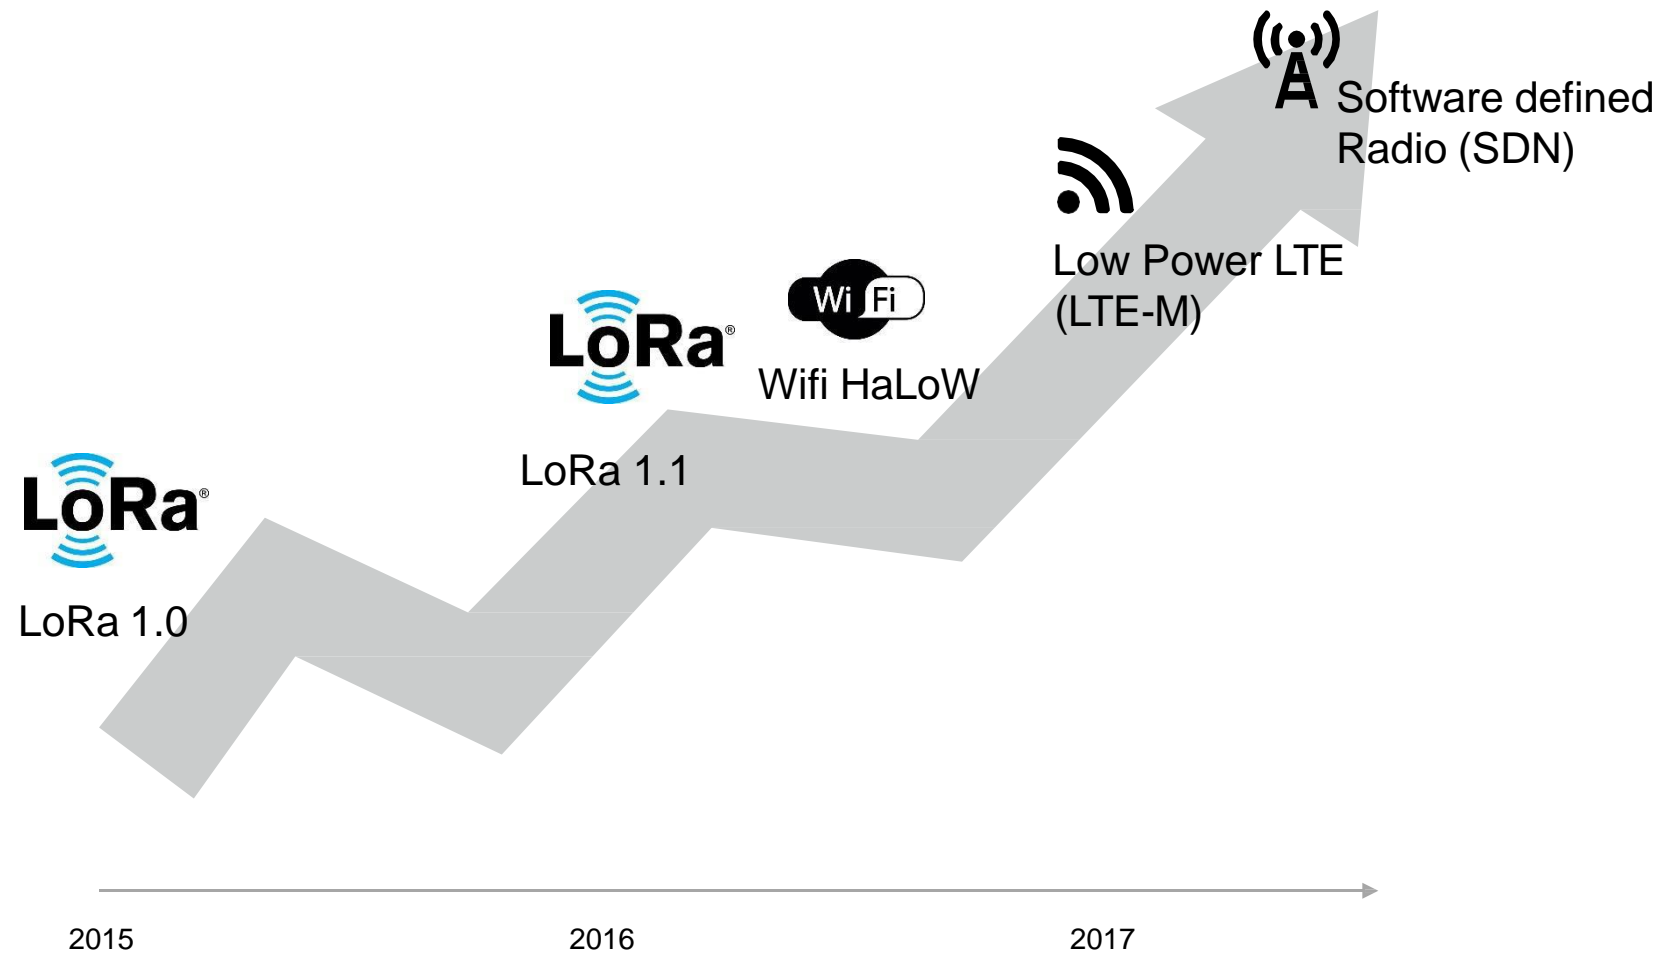 LoRa®
LoRa 1.0
LoRa®
LoRa 1.1
Wi Fi
Wifi HaLoW
Low Power LTE
(LTE-M)
Software defined
Radio (SDN)
2015
2016
2017